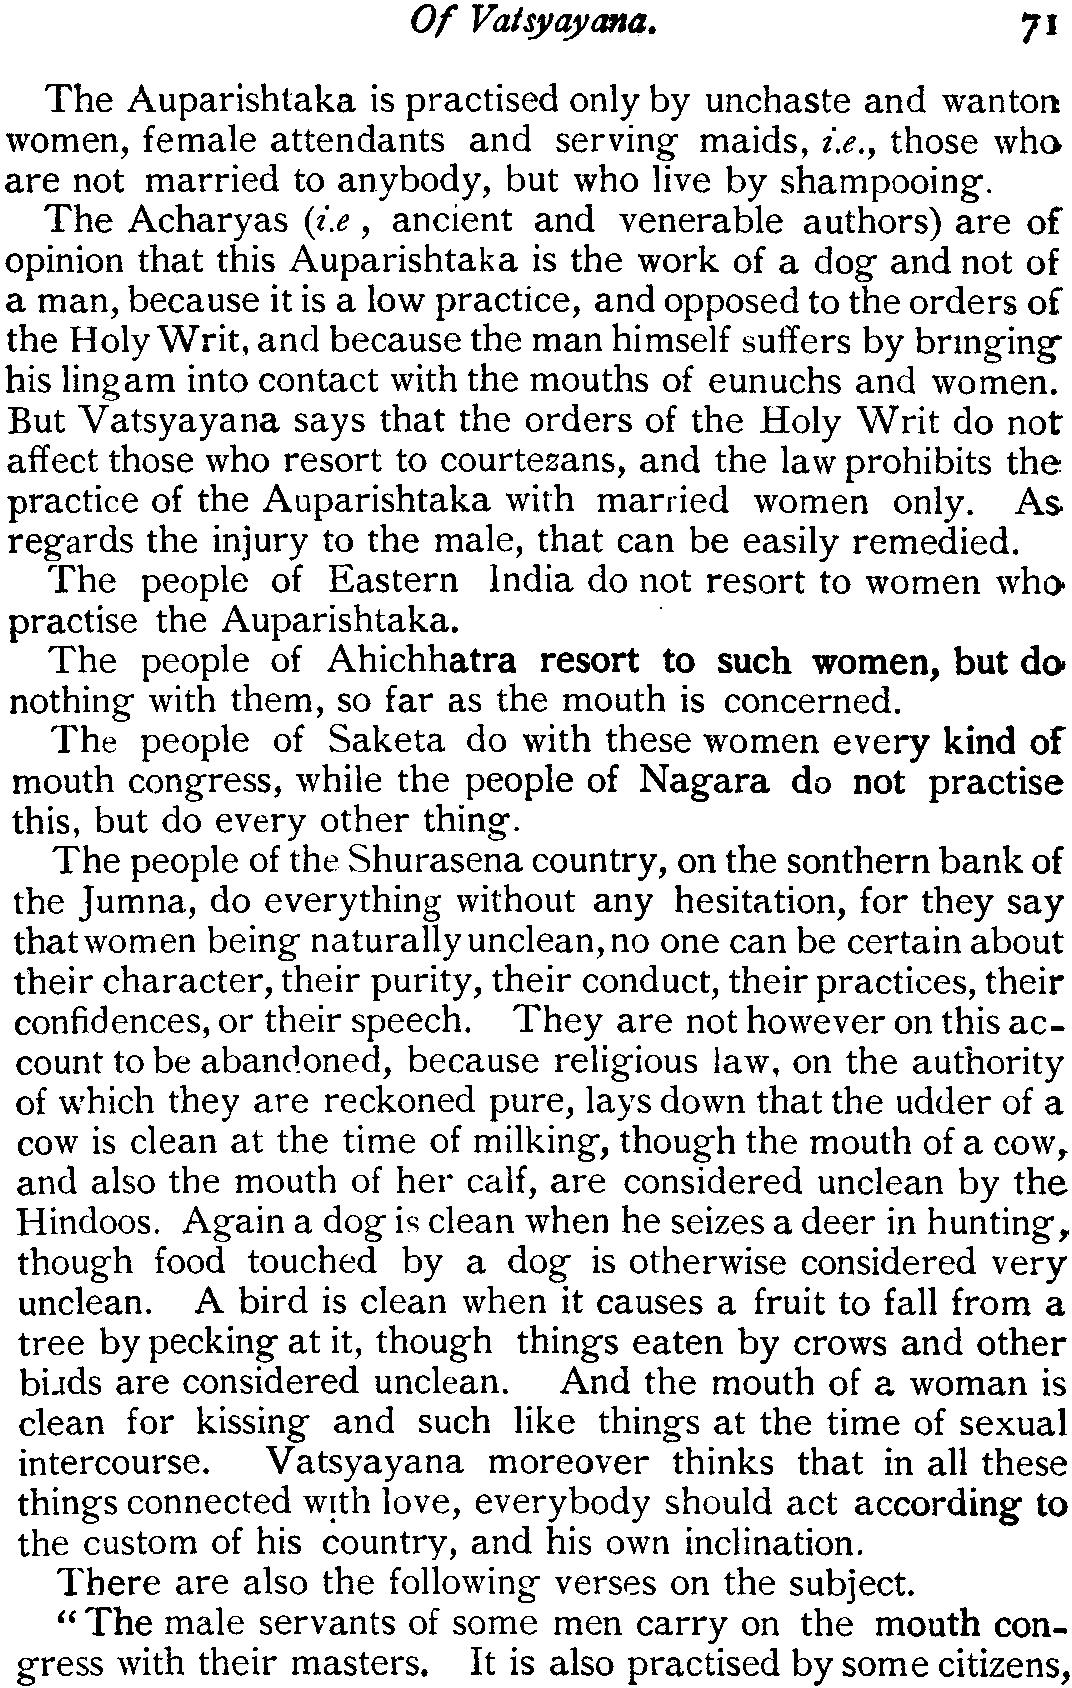 Of Vatsyayana. 71
The Auparishtaka is practised only by unchaste and wanton
women, female attendants and serving maids, i.e., those who
are not married to anybody, but who live by shampooing.
The Acharyas (i.e , ancient and venerable authors) are of
opinion that this Auparishtaka is the work of a dog and not of
a man, because it is a low practice, and opposed to the orders of
the Holy Writ, and because the man himself suffers by bringing
his lingam into contact with the mouths of eunuchs and women.
But Vatsyayana says that the orders of the Holy Writ do not
affect those who resort to courtezans, and the law prohibits the
practice of the Auparishtaka with married women only. As
regards the injury to the male, that can be easily remedied.
The people of Eastern India do not resort to women who
practise the Auparishtaka.
The people of Ahichhatra resort to such women, but do
nothing with them, so far as the mouth is concerned.
The people of Saketa do with these women every kind of
mouth congress, while the people of Nagara do not practise
this, but do every other thing.
The people of the Shurasena country, on the sonthern bank of
the Jumna, do everything without any hesitation, for they say
that women being naturally unclean, no one can be certain about
their character, their purity, their conduct, their practices, their
confidences, or their speech. They are not however on this ac-
count to be abandoned, because religious law, on the authority
of which they are reckoned pure, lays down that the udder of a
cow is clean at the time of milking, though the mouth of a cow,
and also the mouth of her calf, are considered unclean by the
Hindoos. Again a dog is clean when he seizes a deer in hunting,
though food touched by a dog is otherwise considered very
unclean. A bird is clean when it causes a fruit to fall from a
tree by pecking at it, though things eaten by crows and other
birds are considered unclean. And the mouth of a woman is
clean for kissing and such like things at the time of sexual
intercourse. Vatsyayana moreover thinks that in all these
things connected with love, everybody should act according to
the custom of his country, and his own inclination.
There are also the following verses on the subject.
“The male servants of some men carry on the mouth con-
gress with their masters. It is also practised by some citizens,